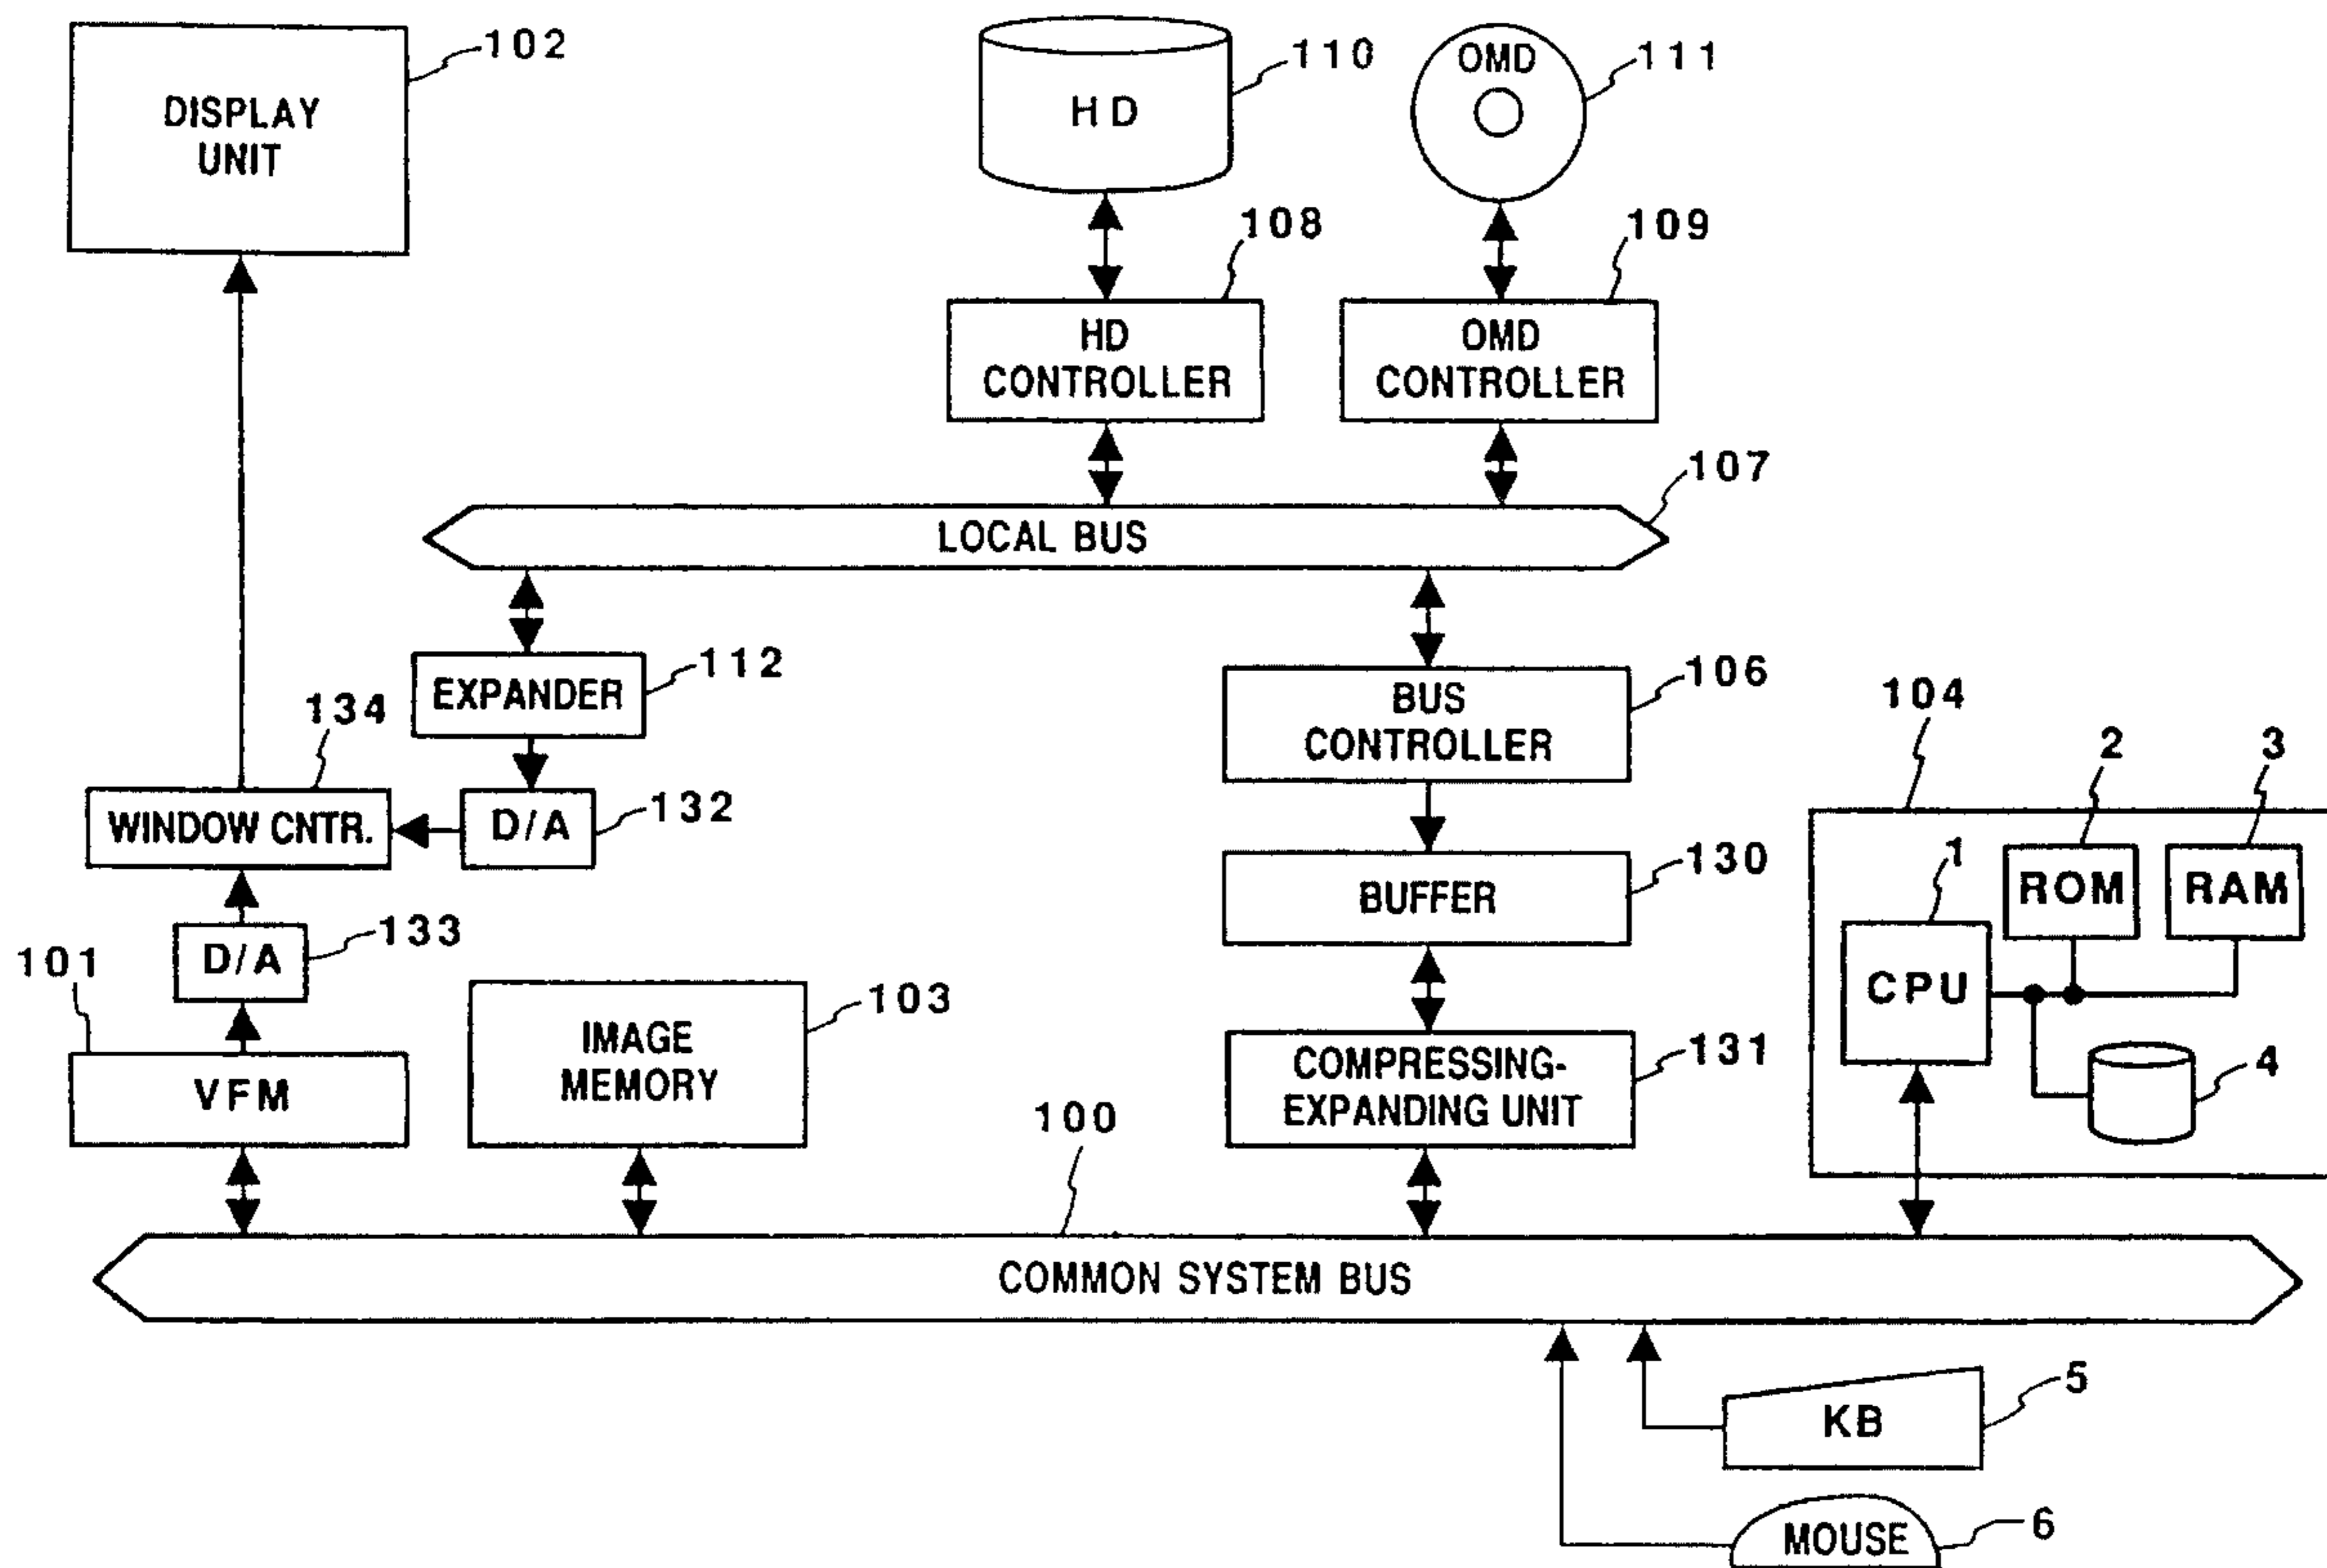 102
DISPLAY
UNIT
110
HD
OMD
111
108
HD
CONTROLLER
109
OMD
CONTROLLER
107
LOCAL BUS
112
EXPANDER
134
WINDOW CNTR.
D/A
132
133
D/A
101
VFM
103
IMAGE
MEMORY
106
BUS
CONTROLLER
130
BUFFER
131
COMPRESSING-
EXPANDING UNIT
104
2
3
1
ROM
RAM
CPU
4
100
COMMON SYSTEM BUS
5
KB
6
MOUSE